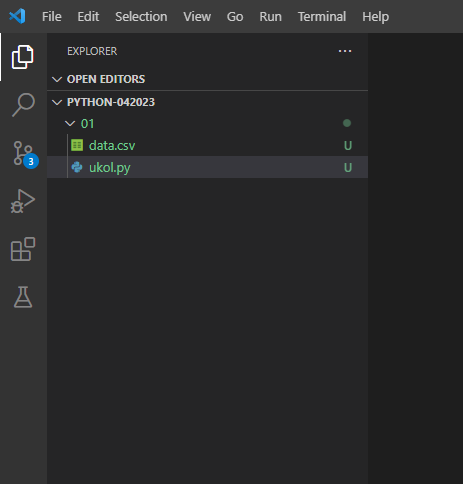 File Edit Selection View Go Run Terminal Help
EXPLORER
OPEN EDITORS
PYTHON-042023
01
data.csv U
ukol.py U
3